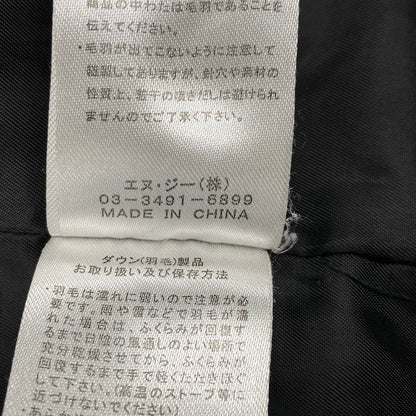 商品の中わたは羽毛であることを
伝えてください。
・毛羽が出てこないように注意して
縫製してありますが、針穴や素材の
性質上、若干の噴きだしは避けられ
ませんのでご了承下さい。
エヌ・ジー(株)
03-3491-6899
MADE IN CHINA
ダウン(羽毛)製品
お取り扱い及び保存方法
・羽毛は濡れに弱いので注意が必
要です。雨や雪などで羽毛が濡
れた場合は、ふくらみが回復す
るまで日陰の風通しのよい場所で
充分乾燥させてから、ふくらみが
回復するまで手で軽くたたきほぐ
して下さい。(高温のストーブ等に
近づけないでください)